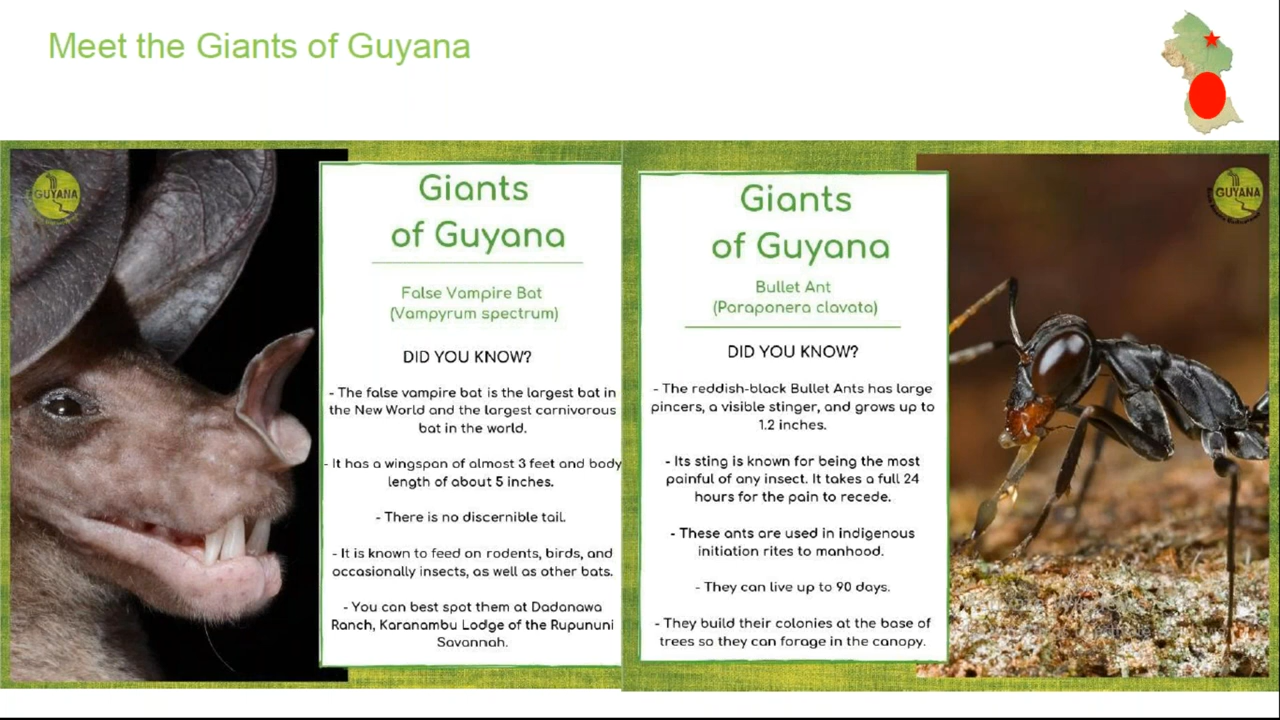 Meet the Giants of Guyana
GUYANA
Giants
of Guyana
False Vampire Bat
(Vampyrum spectrum)
DID YOU KNOW?
- The false vampire bat is the largest bat in
the New World and the largest carnivorous
bat in the world.
- It has a wingspan of almost 3 feet and body
length of about 5 inches.
- There is no discernible tail.
- It is known to feed on rodents, birds, and
occasionally insects, as well as other bats.
- You can best spot them at Dadanawa
Ranch, Karanambu Lodge of the Rupununi
Savannah.
Giants
of Guyana
Bullet Ant
(Paraponera clavata)
DID YOU KNOW?
- The reddish-black Bullet Ants has large
pincers, a visible stinger, and grows up to
1.2 inches.
- Its sting is known for being the most
painful of any insect. It takes a full 24
hours for the pain to recede.
- These ants are used in indigenous
initiation rites to manhood.
- They can live up to 90 days.
- They build their colonies at the base of
trees so they can forage in the canopy.
GUYANA